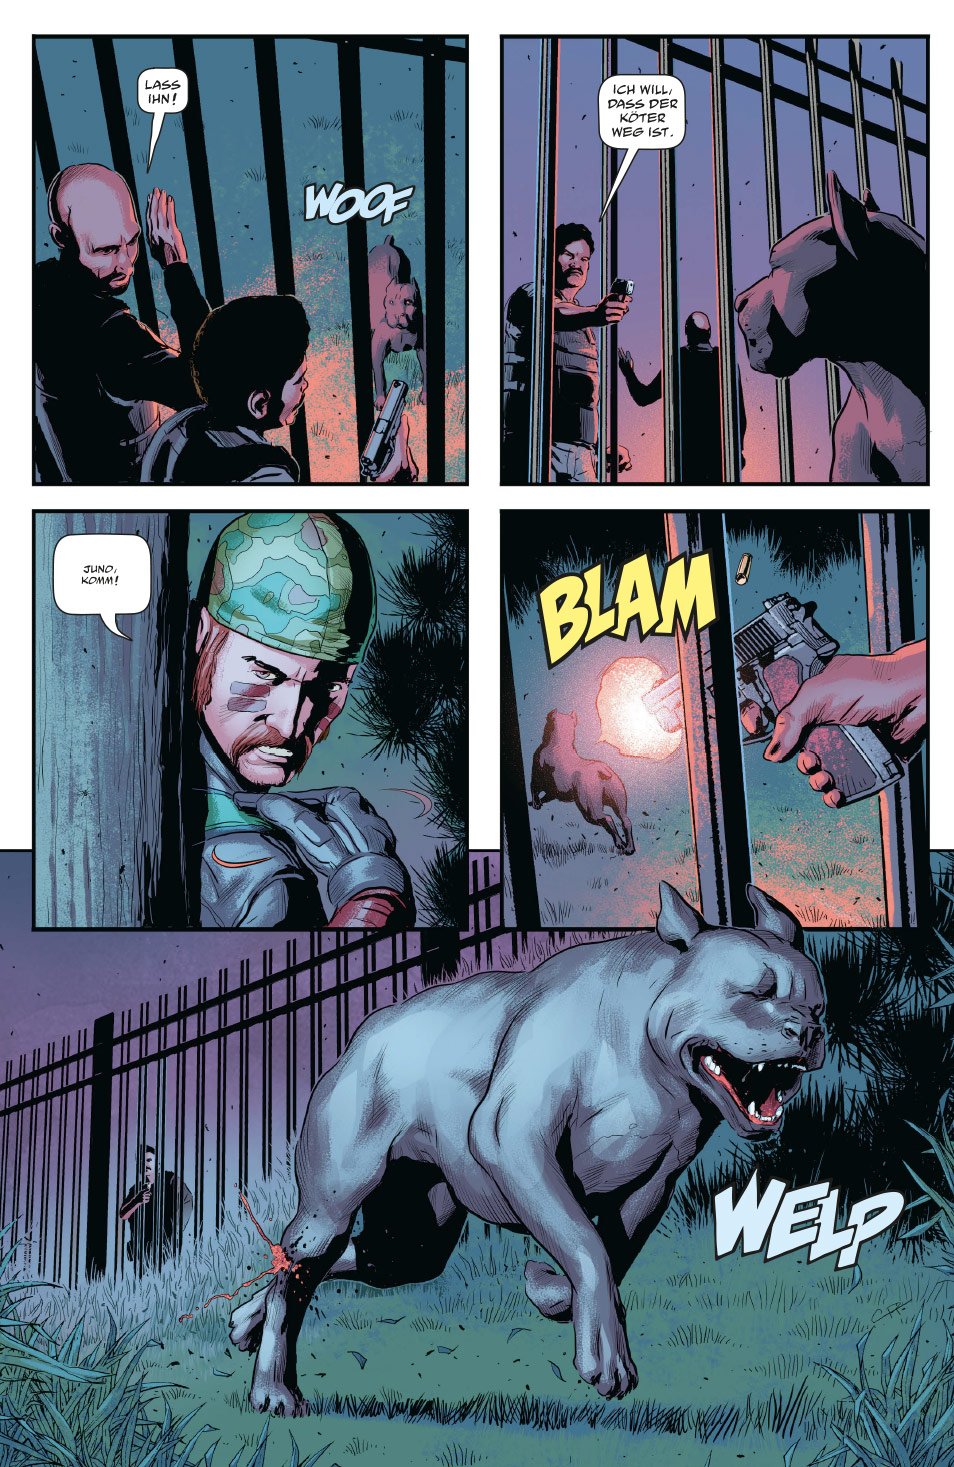 LASS
IHN!
WOOF
ICH WILL,
DASS DER
KÖTER
WEG IST.
JUNO,
KOMM!
BLAM
WELP